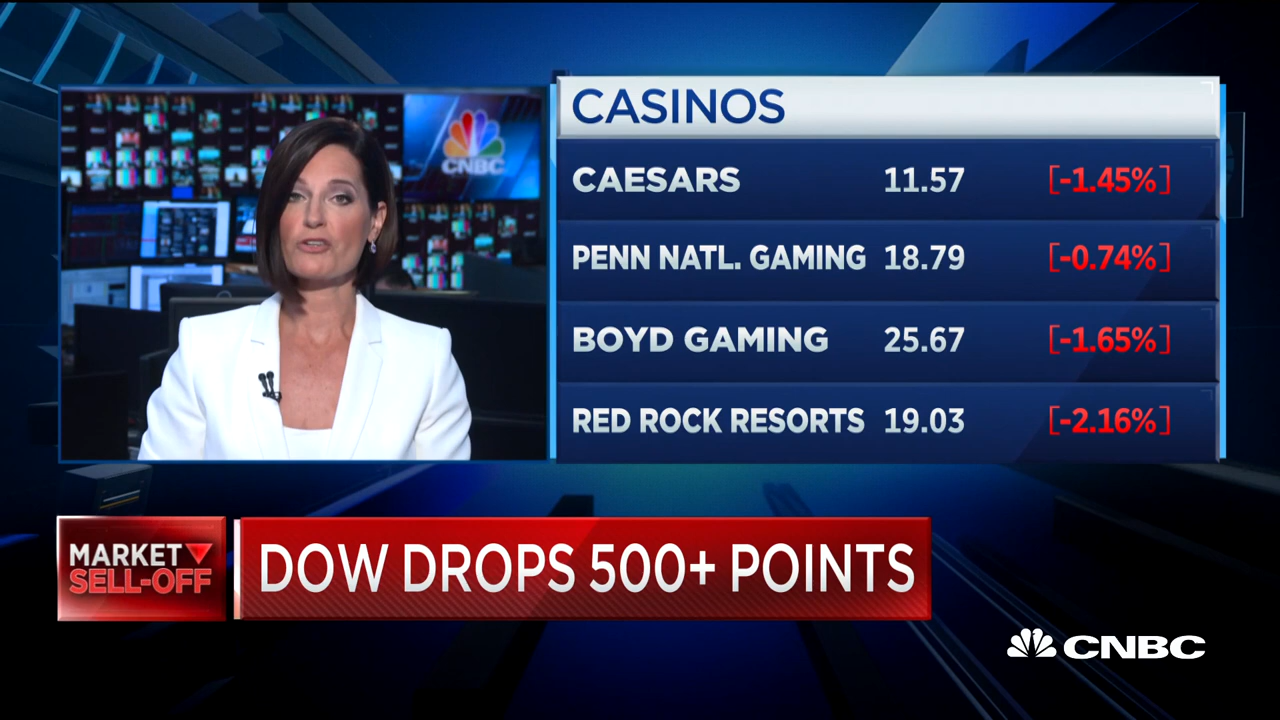 CNBC
CASINOS
CAESARS 11.57 [-1.45%]
PENN NATL. GAMING 18.79 [-0.74%]
BOYD GAMING 25.67 [-1.65%]
RED ROCK RESORTS 19.03 [-2.16%]
MARKET
SELL-OFF
DOW DROPS 500+ POINTS
CNBC